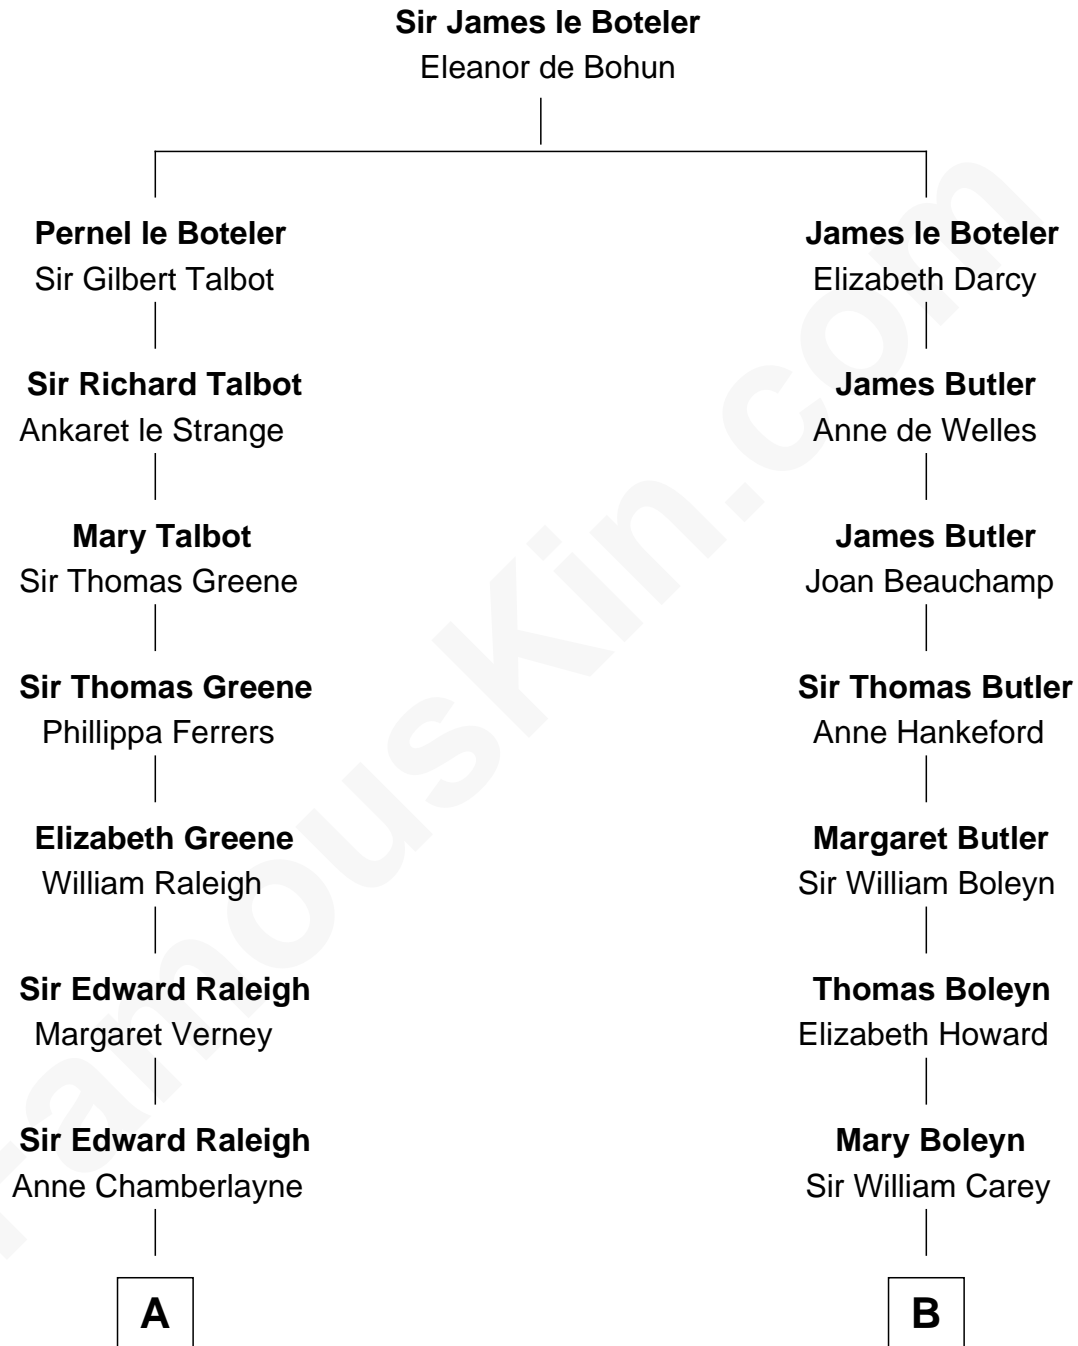 Sir James le Boteler
Eleanor de Bohun
Pernel le Boteler
Sir Gilbert Talbot
James le Boteler
Elizabeth Darcy
Sir Richard Talbot
Ankaret le Strange
James Butler
Anne de Welles
Mary Talbot
Sir Thomas Greene
James Butler
Joan Beauchamp
Sir Thomas Greene
Phillippa Ferrers
Sir Thomas Butler
Anne Hankeford
Elizabeth Greene
William Raleigh
Margaret Butler
Sir William Boleyn
Sir Edward Raleigh
Margaret Verney
Thomas Boleyn
Elizabeth Howard
Sir Edward Raleigh
Anne Chamberlayne
Mary Boleyn
Sir William Carey
A
B
FamousKin.com